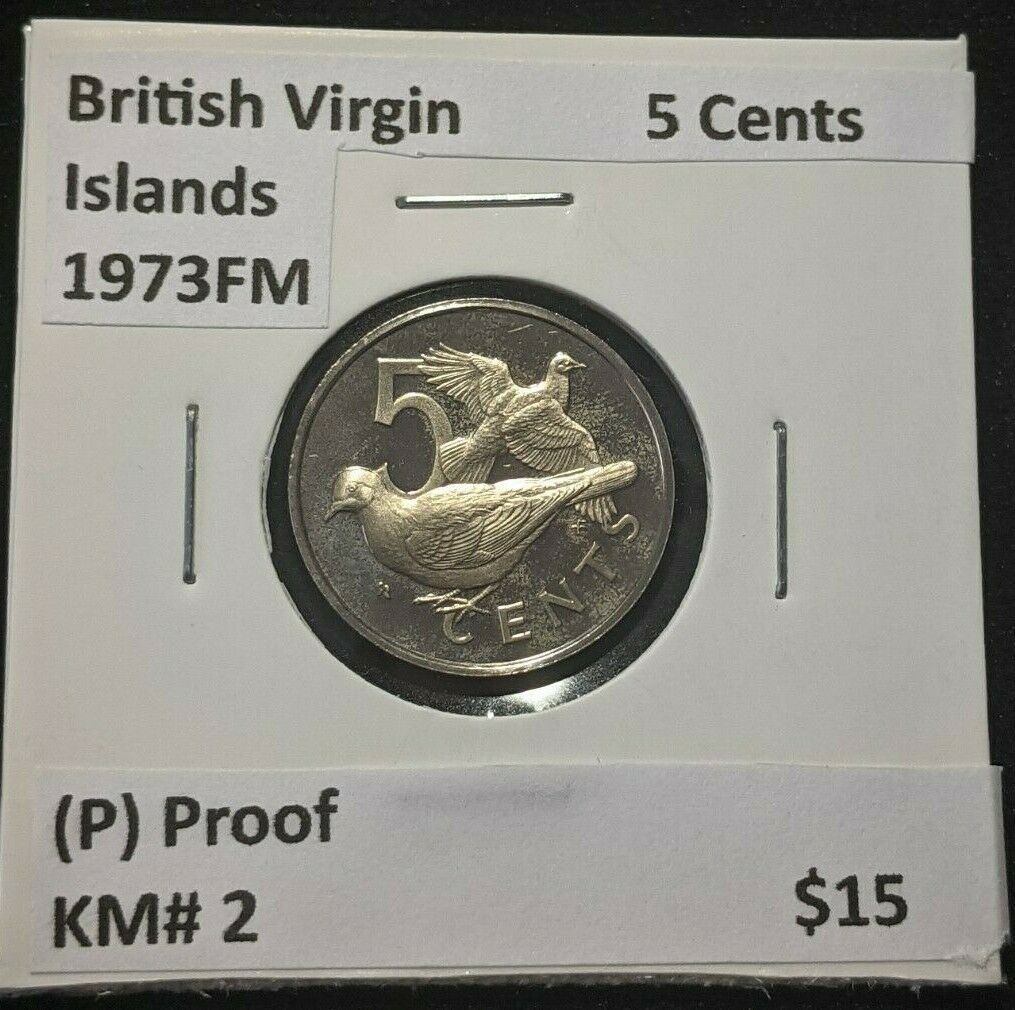 British Virgin 5 Cents
Islands
1973FM
5
CENTS
(P) Proof
KM# 2
$15